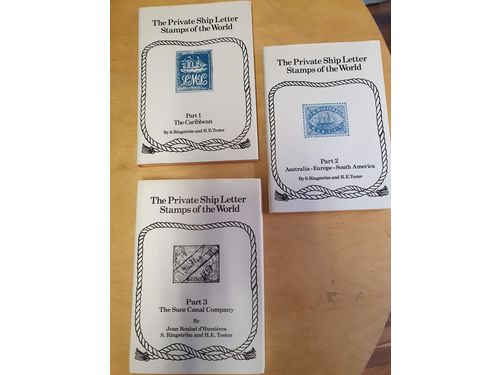 The Private Ship Letter
Stamps of the World
LMcL
Part 1
The Caribbean
By S. Ringström and H.E. Tester
The Private Ship Letter
Stamps of the World
Part 2
Australia - Europe - South America
By S. Ringström and H.E. Tester
The Private Ship Letter
Stamps of the World
Part 3
The Suez Canal Company
By
Jean Boulad d'Humières
S. Ringström and H.E. Tester